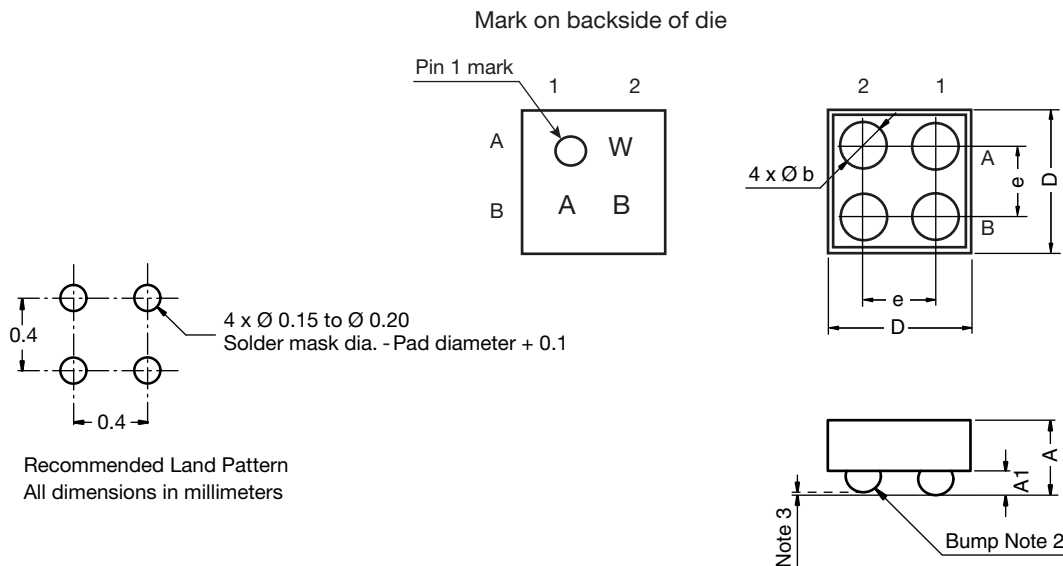 Mark on backside of die
Pin 1 mark
1 2
2 1
A W
A
4 x Ø b
e
D
B A B
B
e
D
4 x Ø 0.15 to Ø 0.20
0.4
Solder mask dia. - Pad diameter + 0.1
0.4
Recommended Land Pattern
All dimensions in millimeters
A
A1
Note 3
Bump Note 2